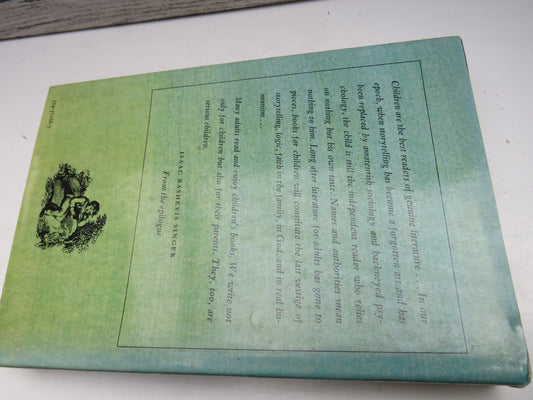 Children are the best readers of genuine literature. . . . In our
epoch, when storytelling has become a forgotten art and has
been replaced by amateurish sociology and hackneyed psy-
chology, the child is still the independent reader who relies
on nothing but his own taste. Names and authorities mean
nothing to him. Long after literature for adults has gone to
pieces, books for children will constitute the last vestige of
storytelling, logic, faith in the family, in God, and in real hu-
manism . . .
Many adults read and enjoy children's books. We write not
only for children but also for their parents. They, too, are
serious children.
ISAAC BASHEVIS SINGER
From the epilogue